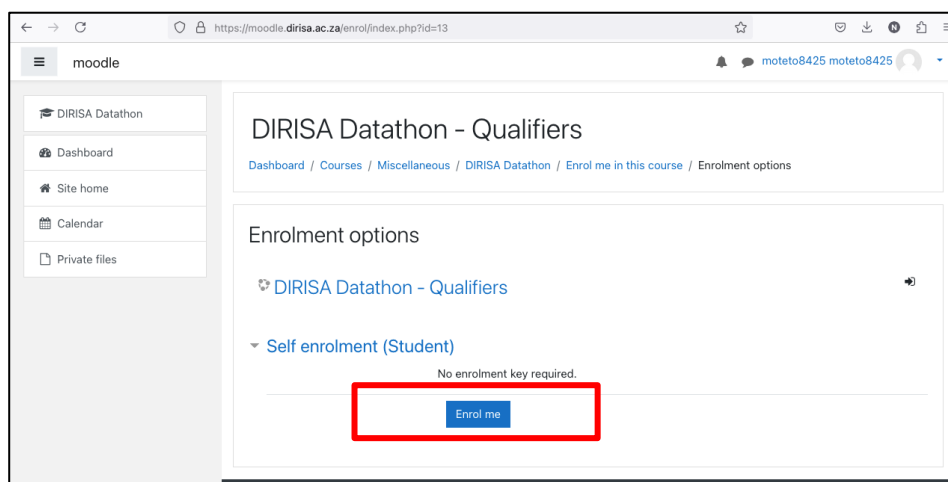 https://moodle.dirisa.ac.za/enrol/index.php?id=13
N
moodle
moteto8425 moteto8425
DIRISA Datathon
Dashboard
Site home
Calendar
Private files
DIRISA Datathon - Qualifiers
Dashboard / Courses / Miscellaneous / DIRISA Datathon / Enrol me in this course / Enrolment options
Enrolment options
DIRISA Datathon - Qualifiers
Self enrolment (Student)
No enrolment key required.
Enrol me